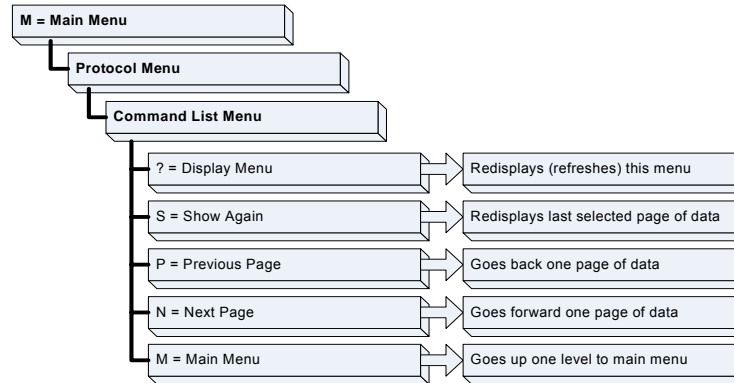 M = Main Menu
Protocol Menu
Command List Menu
? = Display Menu
Redisplays (refreshes) this menu
S = Show Again
Redisplays last selected page of data
P = Previous Page
Goes back one page of data
N = Next Page
Goes forward one page of data
M = Main Menu
Goes up one level to main menu